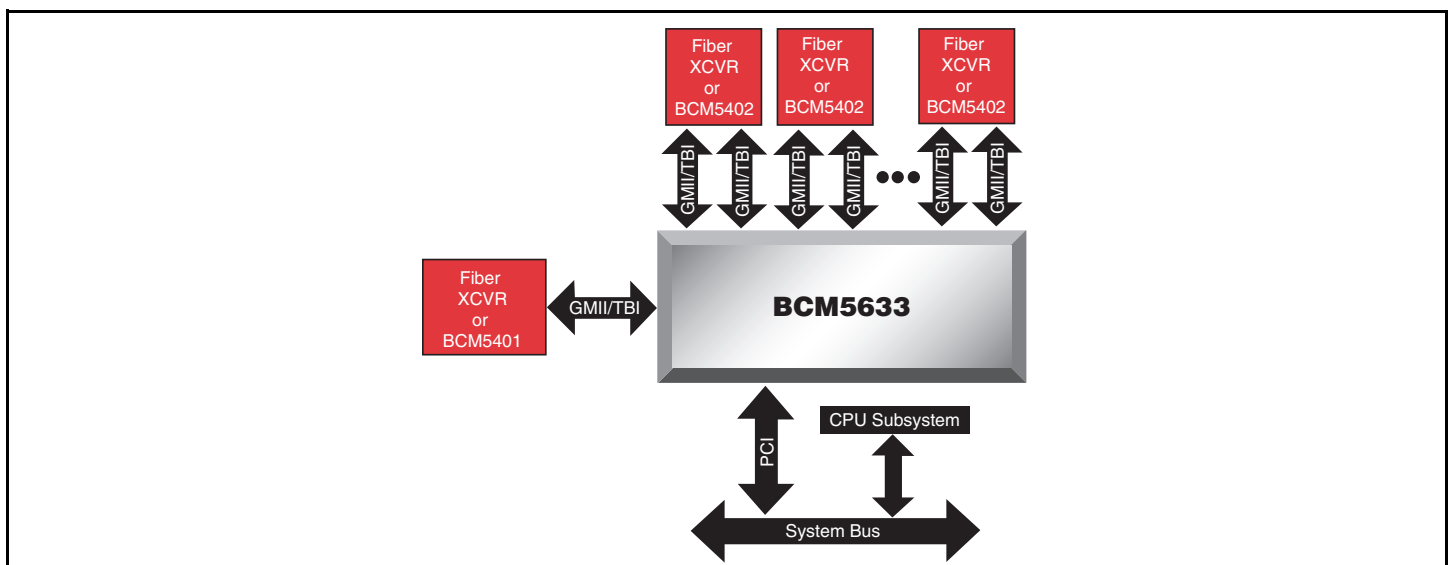 Fiber
XCVR
or
BCM5402
Fiber
XCVR
or
BCM5402
Fiber
XCVR
or
BCM5402
GMII/TBI
GMII/TBI
GMII/TBI
GMII/TBI
GMII/TBI
GMII/TBI
Fiber
XCVR
or
BCM5401
GMII/TBI
BCM5633
PCI
CPU Subsystem
System Bus